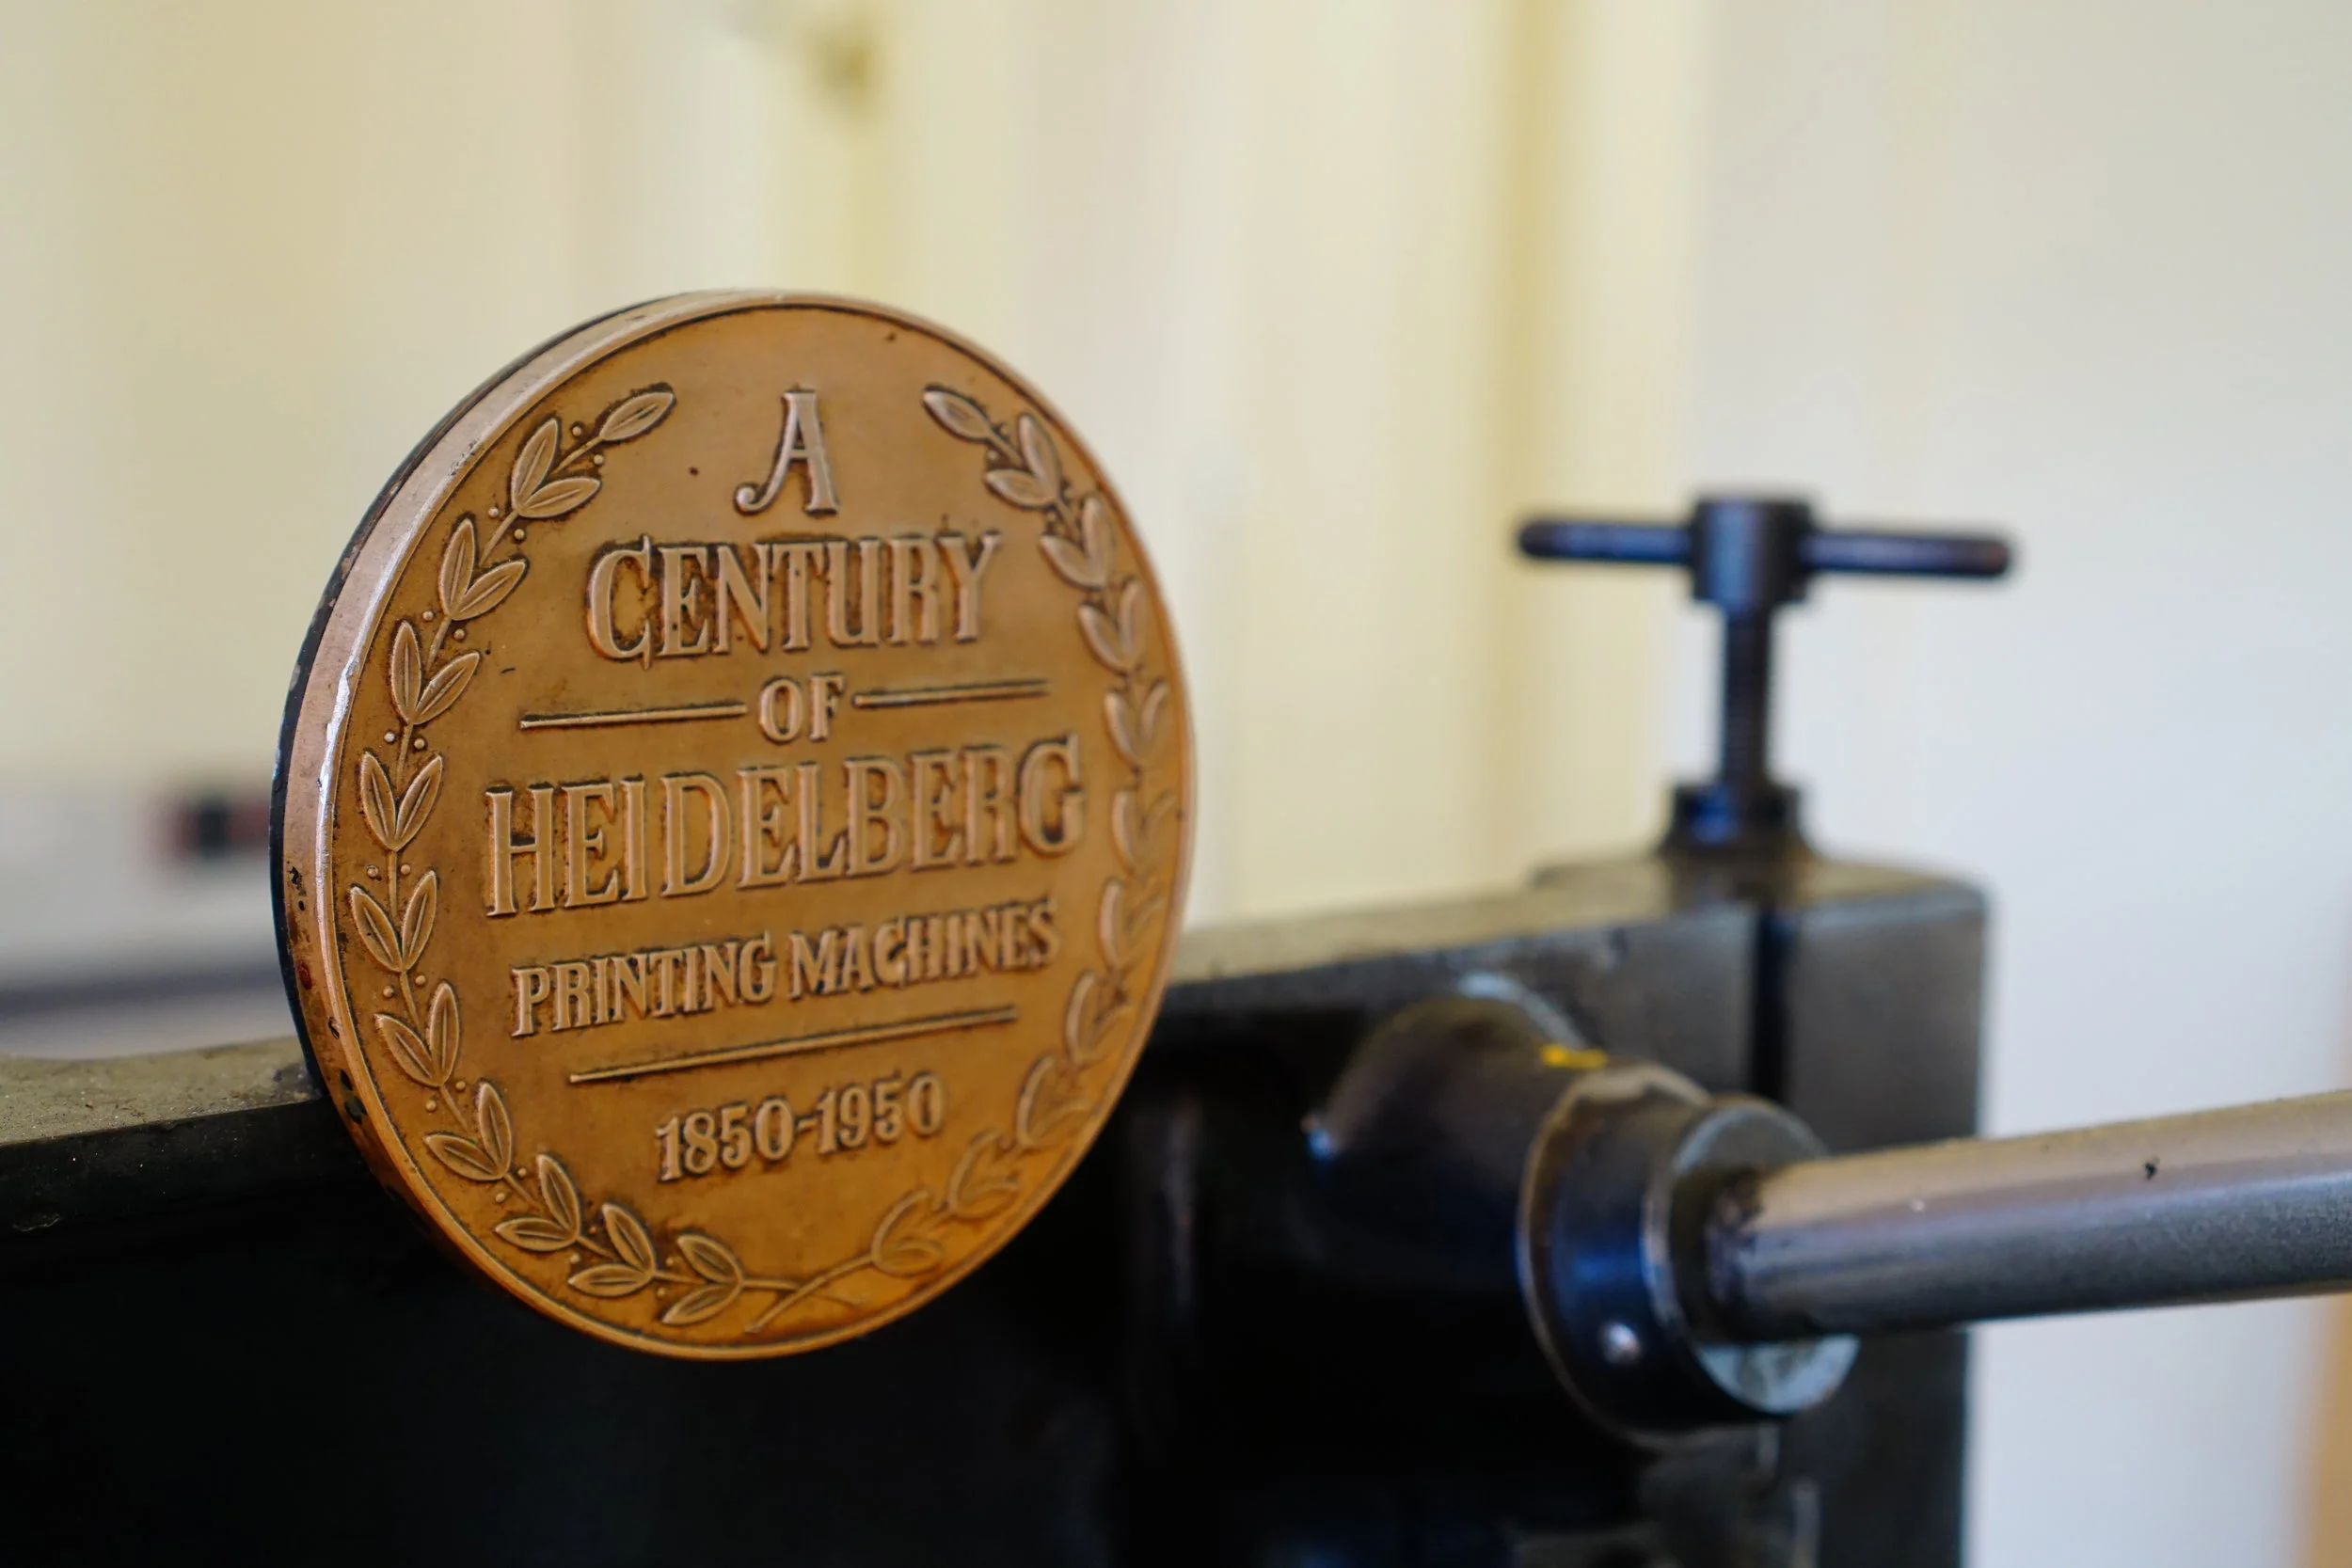 A
CENTURY
OF
HEIDELBERG
PRINTING MACHINES
1850-1950